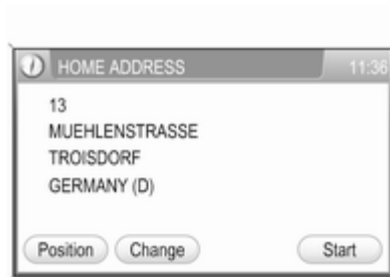 HOME ADDRESS 11:36
13
MUEHLENSTRASSE
TROISDORF
GERMANY (D)
Position Change Start